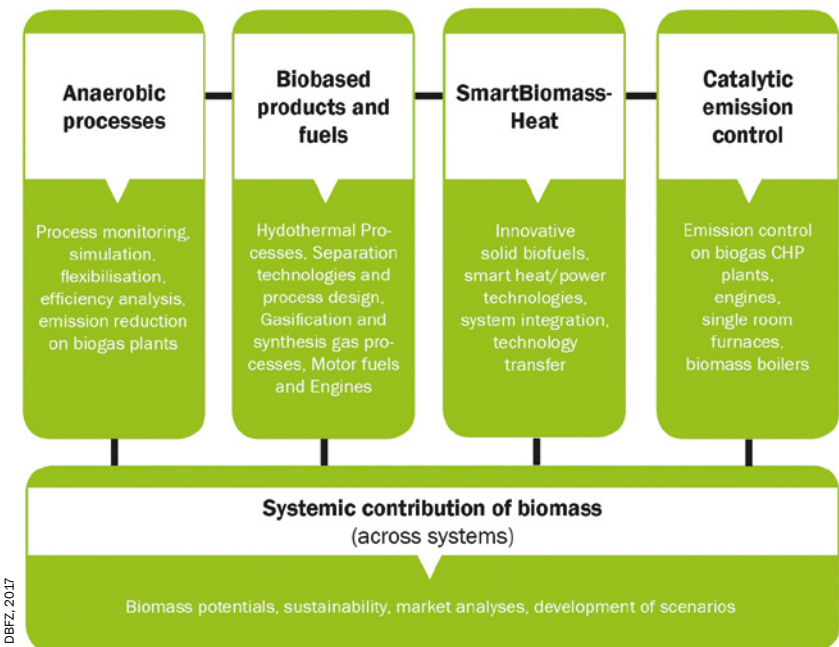 Anaerobic
processes
Process monitoring,
simulation,
flexibilisation,
efficiency analysis,
emission reduction
on biogas plants
Biobased
products and
fuels
Hydothermal Pro-
cesses, Separation
technologies and
process design,
Gasification and
synthesis gas pro-
cesses, Motor fuels
and Engines
SmartBiomass-
Heat
Innovative
solid biofuels,
smart heat/power
technologies,
system integration,
technology
transfer
Catalytic
emission
control
Emission control
on biogas CHP
plants,
engines,
single room
furnaces,
biomass boilers
Systemic contribution of biomass
(across systems)
Biomass potentials, sustainability, market analyses, development of scenarios
DBFZ, 2017